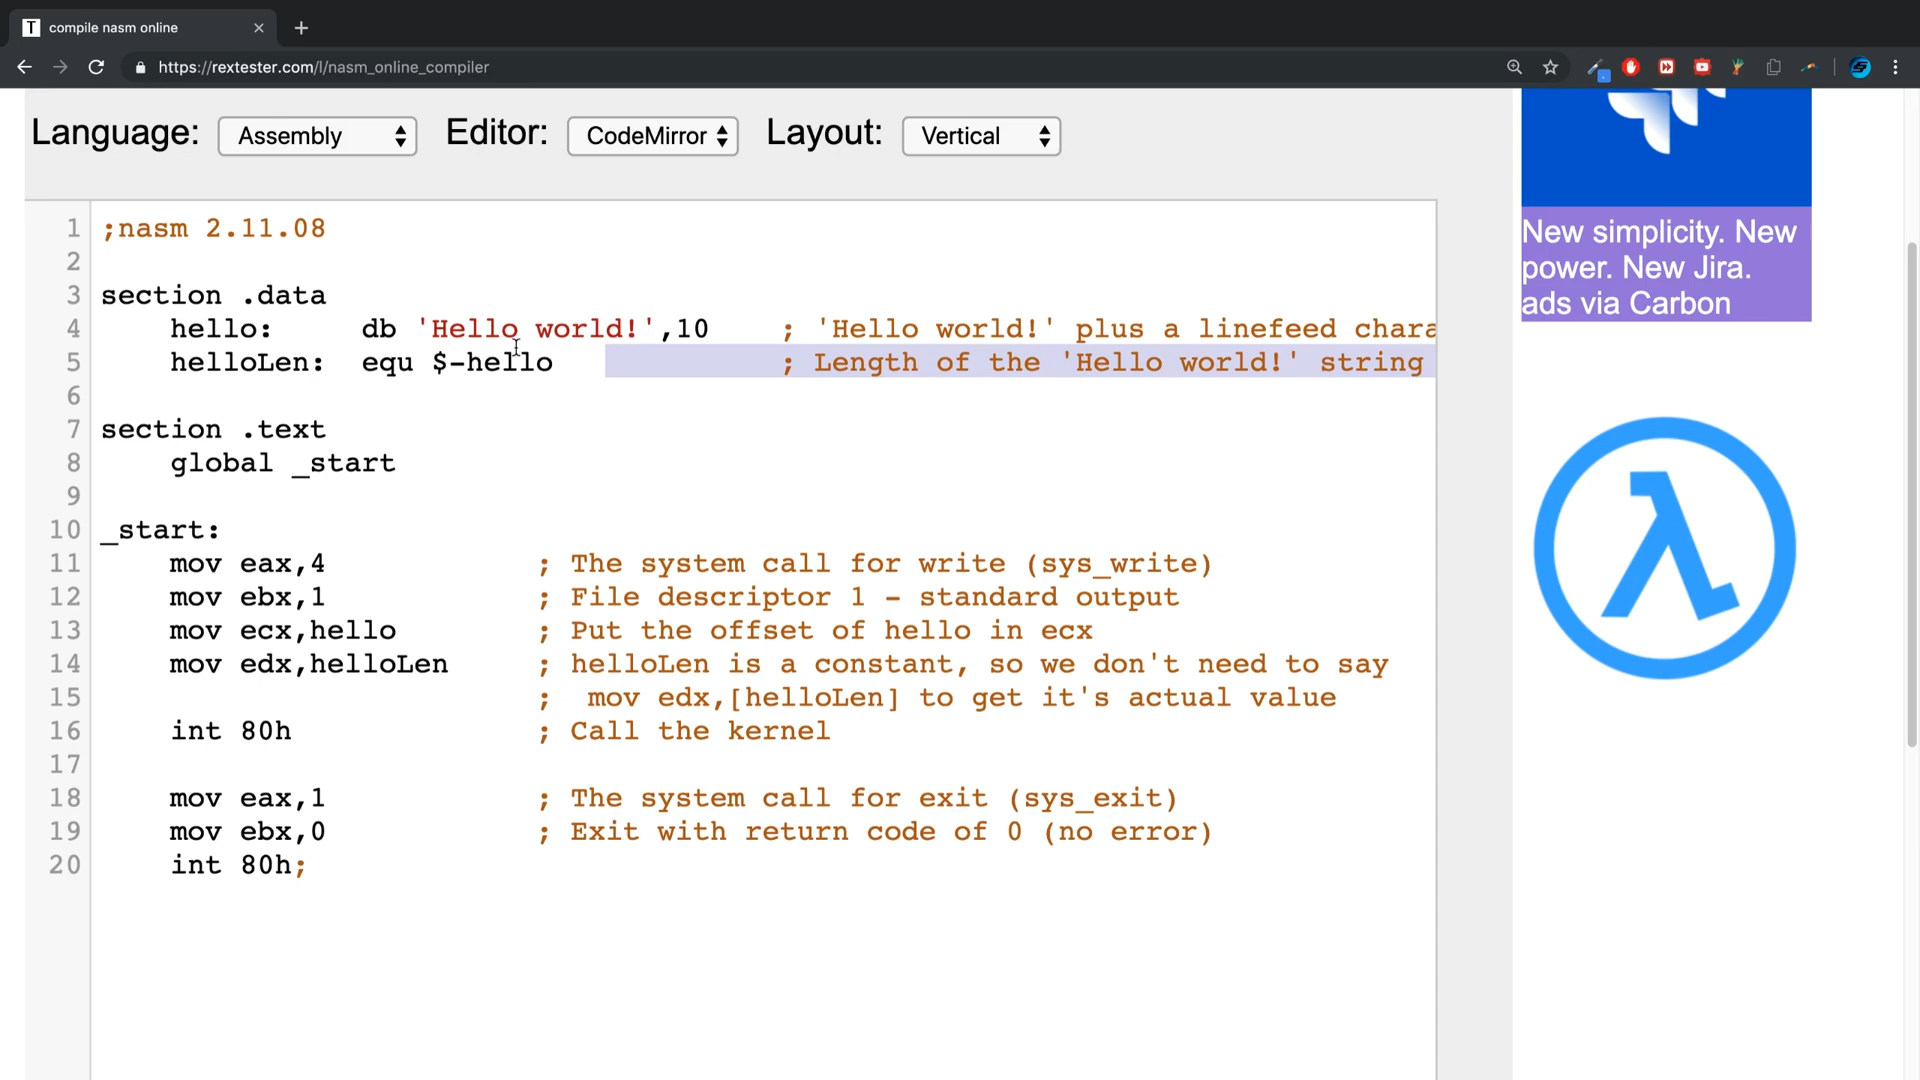 T compile nasm online
https://rextester.com/l/nasm_online_compiler
Language: Assembly Editor: CodeMirror Layout: Vertical
1 ;nasm 2.11.08
2
3 section .data
4 hello: db 'Hello world!',10 ; 'Hello world!' plus a linefeed chara
5 helloLen: equ $-hello ; Length of the 'Hello world!' string
6
7 section .text
8 global _start
9
10 _start:
11 mov eax,4 ; The system call for write (sys_write)
12 mov ebx,1 ; File descriptor 1 - standard output
13 mov ecx,hello ; Put the offset of hello in ecx
14 mov edx,helloLen ; helloLen is a constant, so we don't need to say
15 ; mov edx,[helloLen] to get it's actual value
16 int 80h ; Call the kernel
17
18 mov eax,1 ; The system call for exit (sys_exit)
19 mov ebx,0 ; Exit with return code of 0 (no error)
20 int 80h;
New simplicity. New
power. New Jira.
ads via Carbon
λ